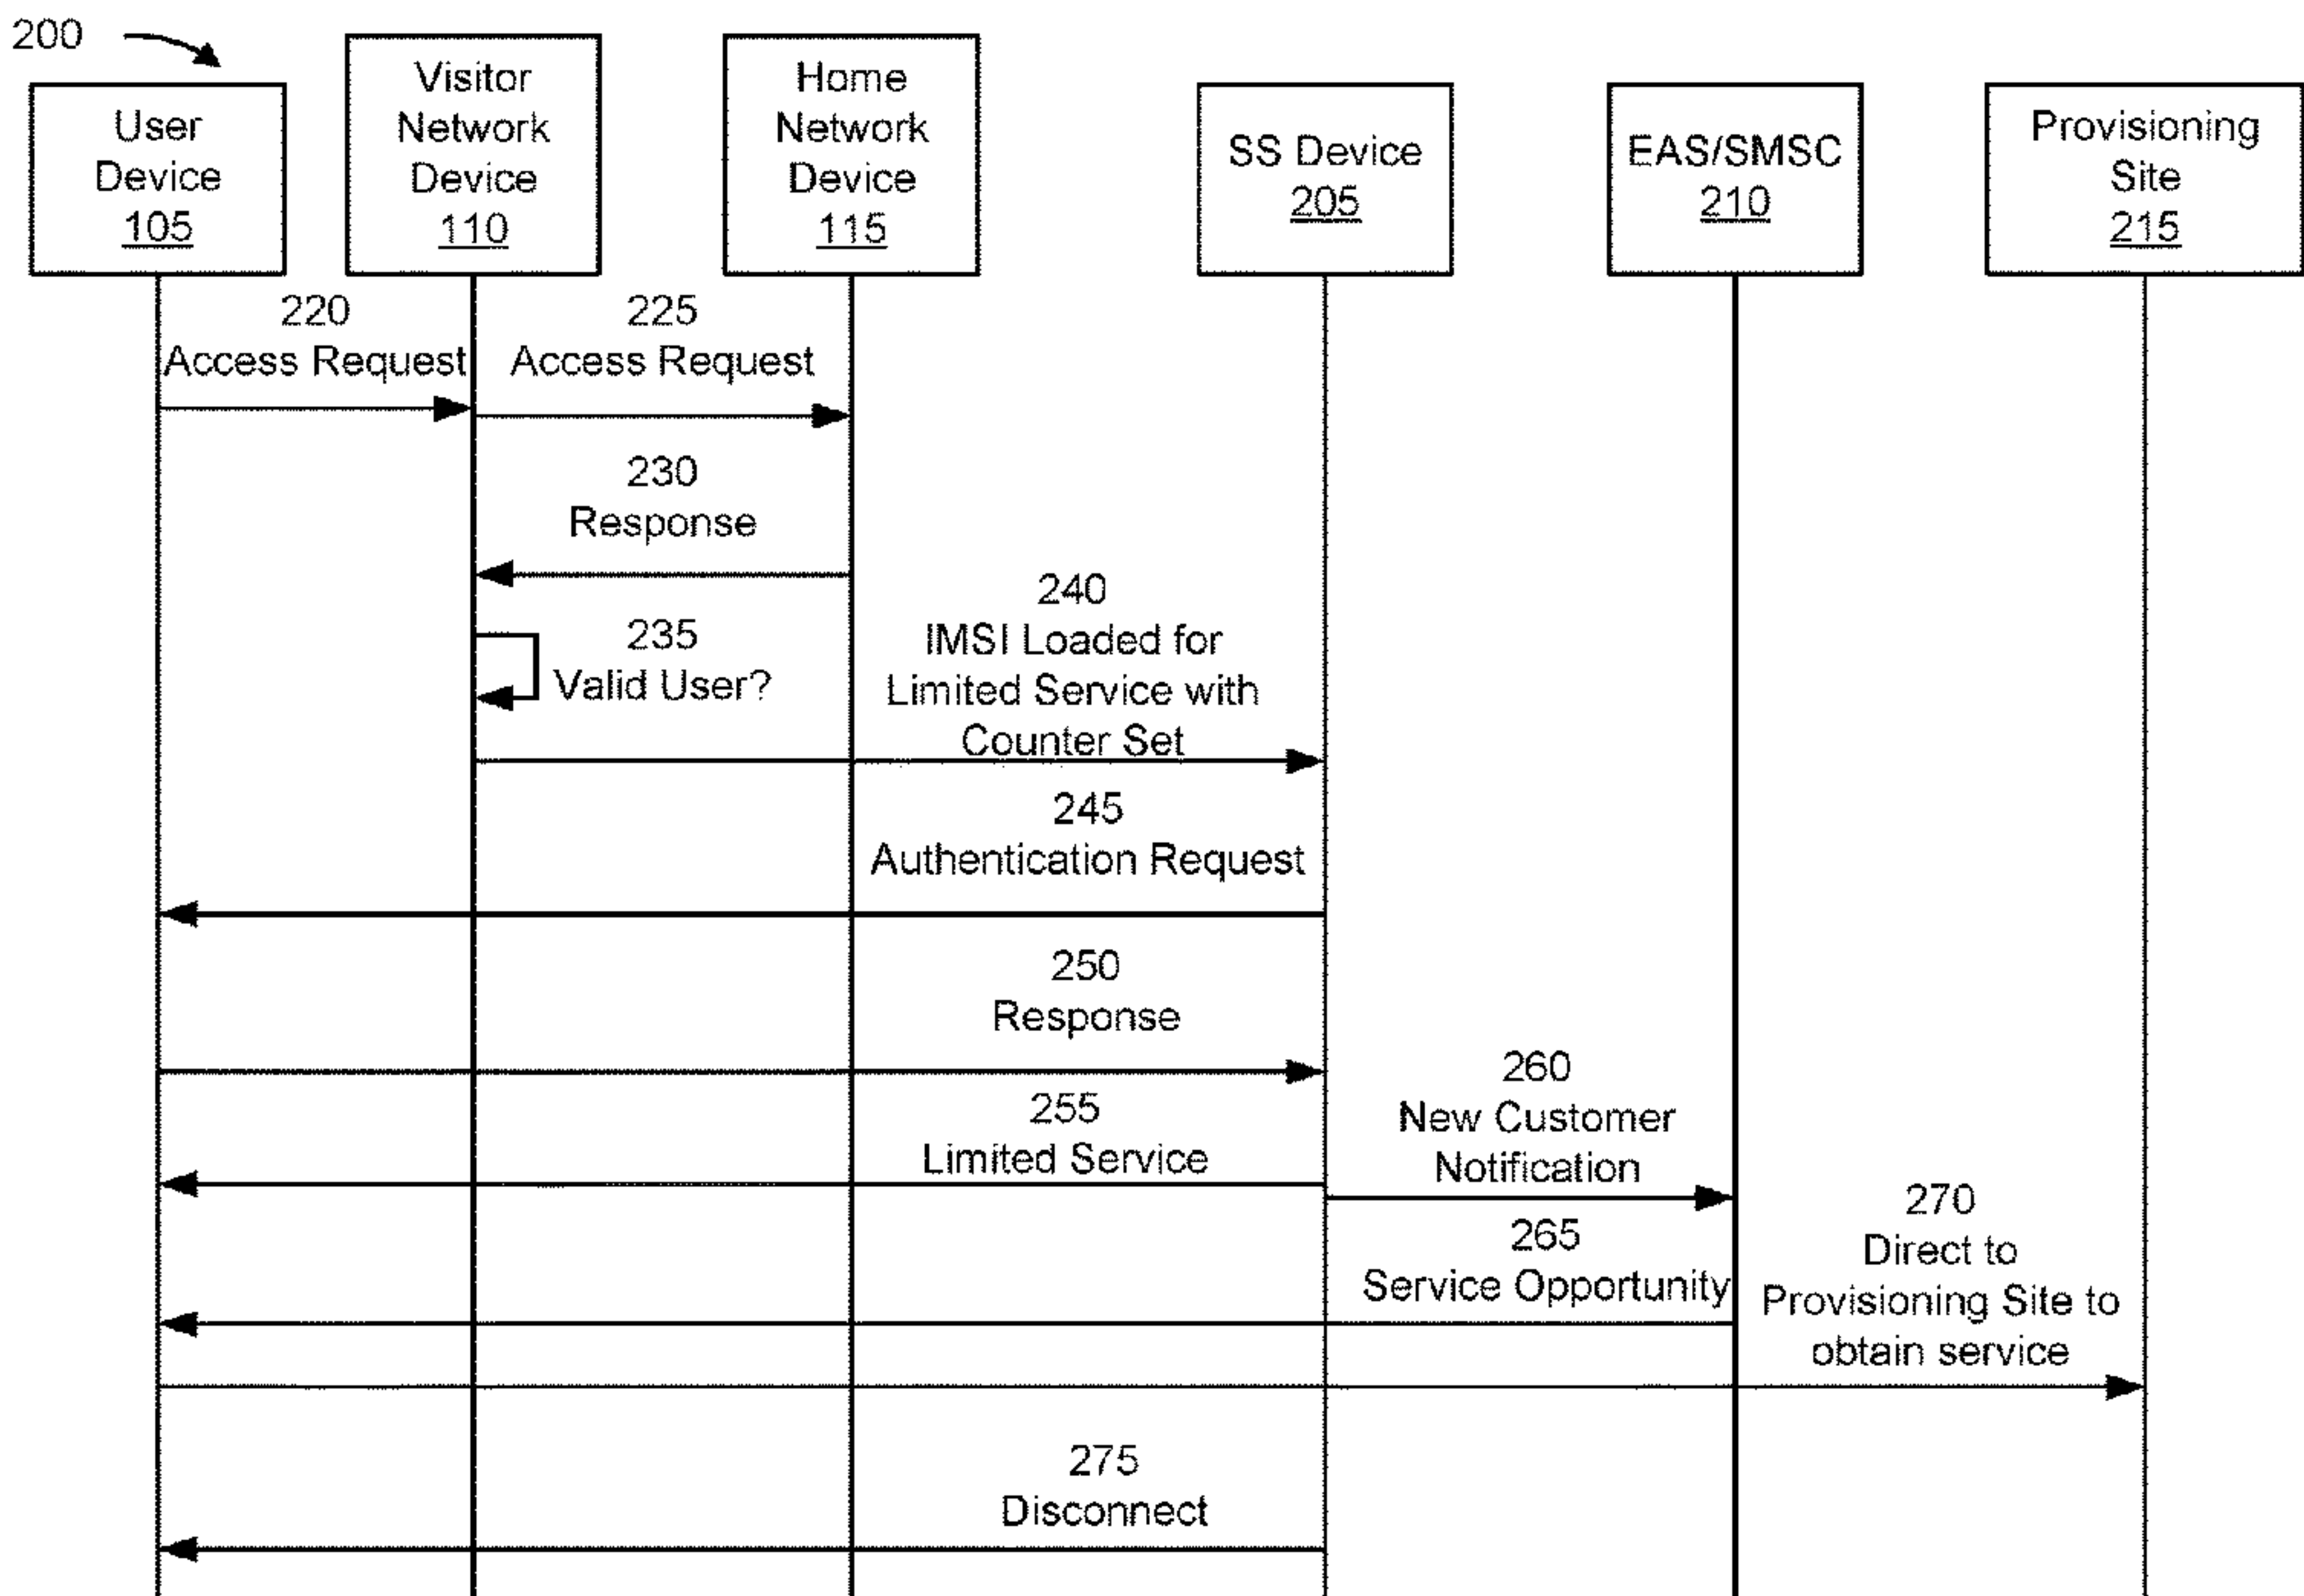 200
User
Device
105
Visitor
Network
Device
110
Home
Network
Device
115
SS Device
205
EAS/SMSC
210
Provisioning
Site
215
220
Access Request
225
Access Request
230
Response
235
Valid User?
240
IMSI Loaded for
Limited Service with
Counter Set
245
Authentication Request
250
Response
255
Limited Service
260
New Customer
Notification
265
Service Opportunity
270
Direct to
Provisioning Site to
obtain service
275
Disconnect